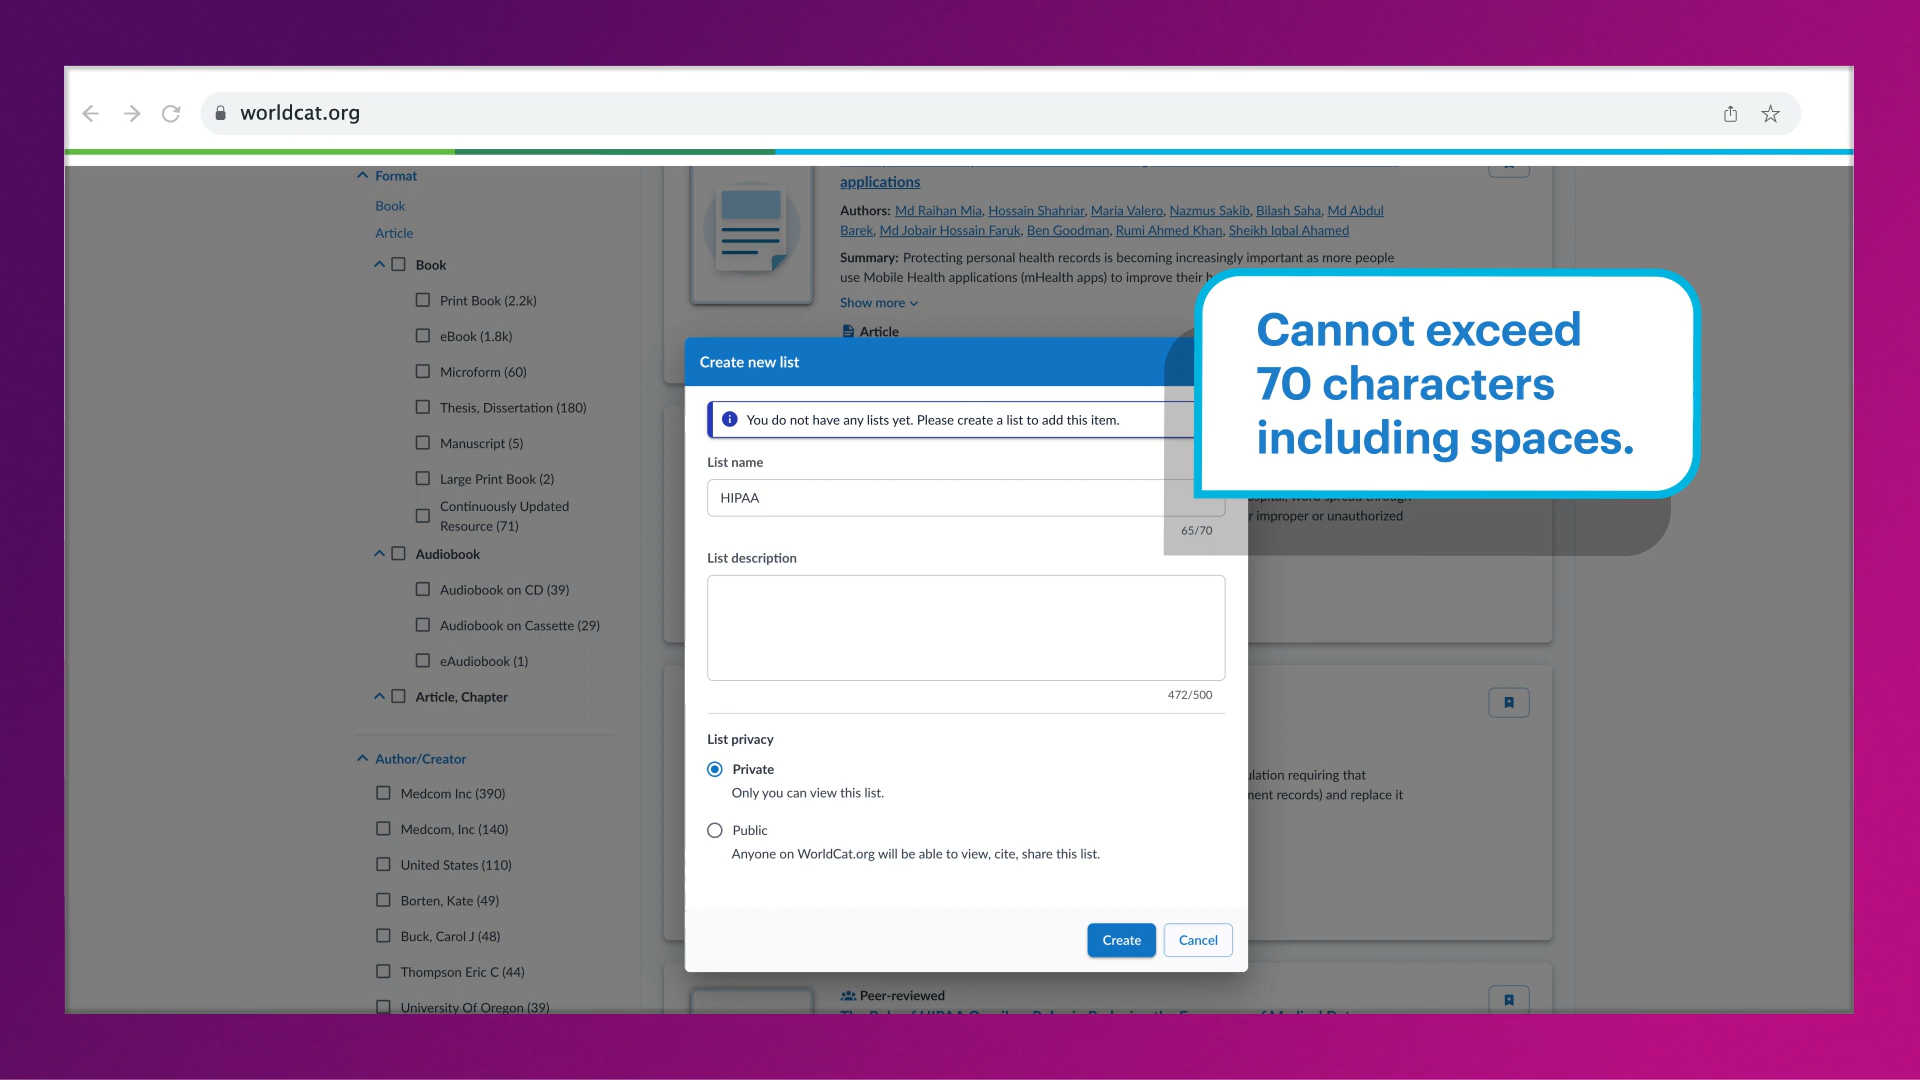 worldcat.org
Format
Book
Article
Book
Print Book (2.2k)
eBook (1.8k)
Microform (60)
Thesis, Dissertation (180)
Manuscript (5)
Large Print Book (2)
Continuously Updated
Resource (71)
Audiobook
Audiobook on CD (39)
Audiobook on Cassette (29)
eAudiobook (1)
Article, Chapter
Author/Creator
Medcom Inc (390)
Medcom, Inc (140)
United States (110)
Borten, Kate (49)
Buck, Carol J (48)
Thompson Eric C (44)
University Of Oregon (39)
applications
Authors: Md Raihan Mia, Hossain Shahriar, Maria Valero, Nazmus Sakib, Bilash Saha, Md Abdul
Barek, Md Jobair Hossain Faruk, Ben Goodman, Rumi Ahmed Khan, Sheikh Iqbal Ahamed
Summary: Protecting personal health records is becoming increasingly important as more people
use Mobile Health applications (mHealth apps) to improve their
Show more
Article
Cannot exceed
70 characters
including spaces.
Create new list
You do not have any lists yet. Please create a list to add this item.
List name
HIPAA
65/70
List description
472/500
List privacy
Private
Only you can view this list.
Public
Anyone on WorldCat.org will be able to view, cite, share this list.
Create
Cancel
word spread through
r improper or unauthorized
ulation requiring that
ment records) and replace it
Peer-reviewed